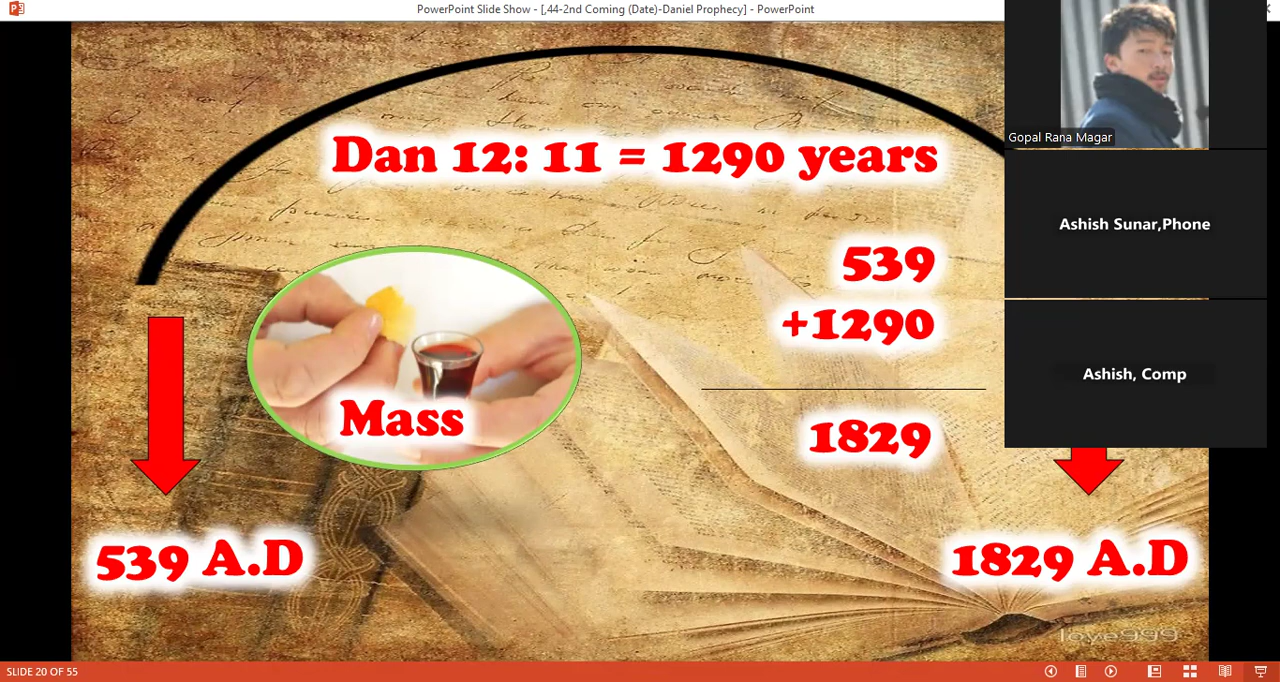 PowerPoint Slide Show - [,44-2nd Coming (Date)-Daniel Prophecy] - PowerPoint
Dan 12: 11 = 1290 years
539
+1290
1829
Mass
539 A.D
1829 A.D
love999
Gopal Rana Magar
Ashish Sunar,Phone
Ashish, Comp
SLIDE 20 OF 55